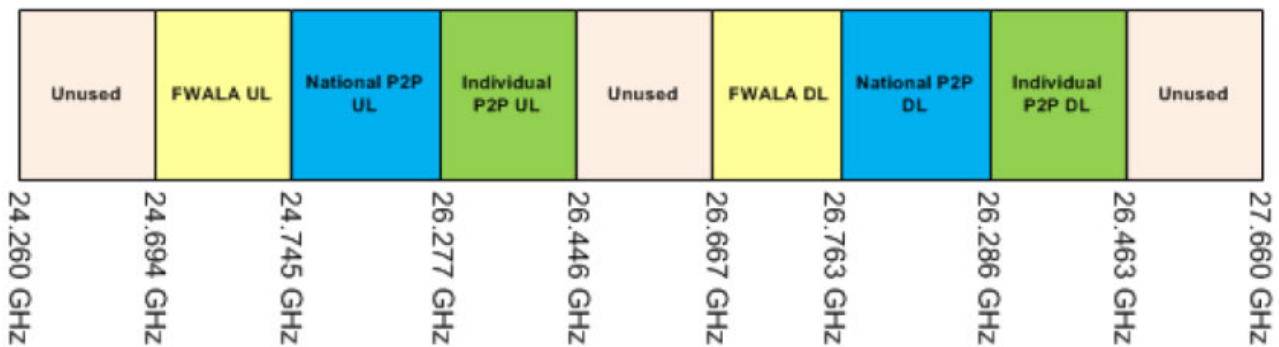 Unused
FWALA UL
National P2P
UL
Individual
P2P UL
Unused
FWALA DL
National P2P
DL
Individual
P2P DL
Unused
24.260 GHz
24.694 GHz
24.745 GHz
26.277 GHz
26.446 GHz
26.667 GHz
26.763 GHz
26.286 GHz
26.463 GHz
27.660 GHz